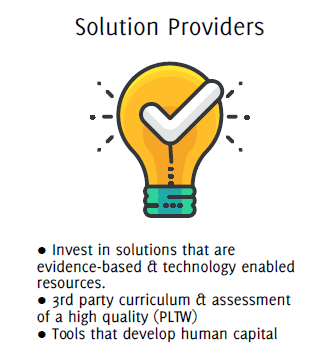 Solution Providers
● Invest in solutions that are
evidence-based & technology enabled
resources.
● 3rd party curriculum & assessment
of a high quality (PLTW)
● Tools that develop human capital